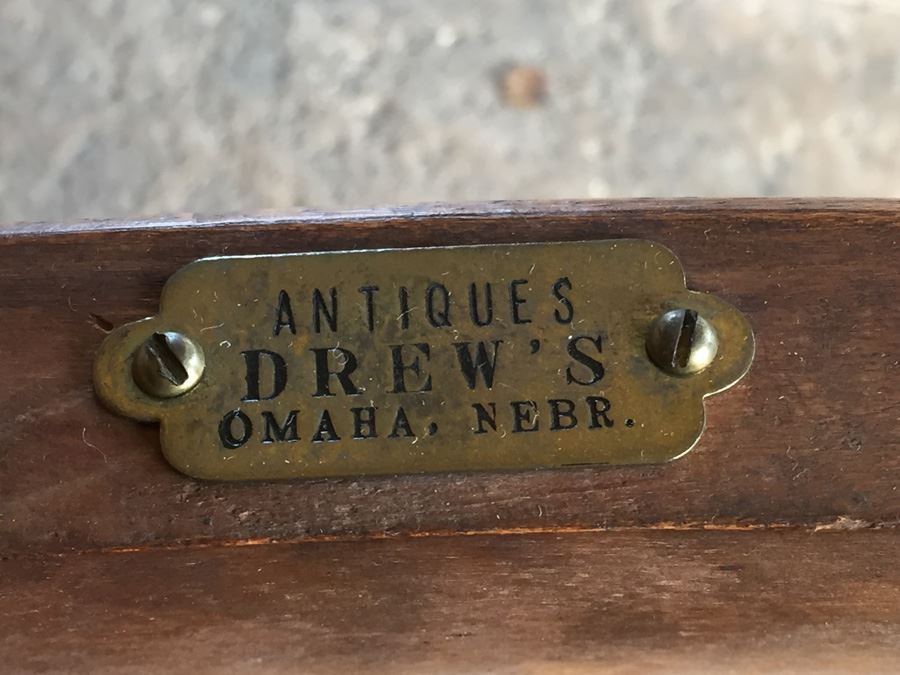 ANTIQUES
DREW'S
OMAHA, NEBR.